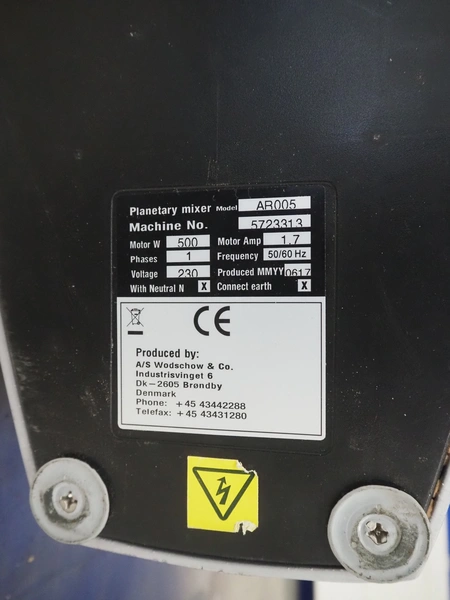 Planetary mixer Model AR005
Machine No. 5723313
Motor W 500 Motor Amp 1.7
Phases 1 Frequency 50/60 Hz
Voltage 230 Produced MMYY 0617
With Neutral N X Connect earth X
CE
Produced by:
A/S Wodschow & Co.
Industrisvinget 6
Dk-2605 Brøndby
Denmark
Phone: +45 43442288
Telefax: +45 43431280